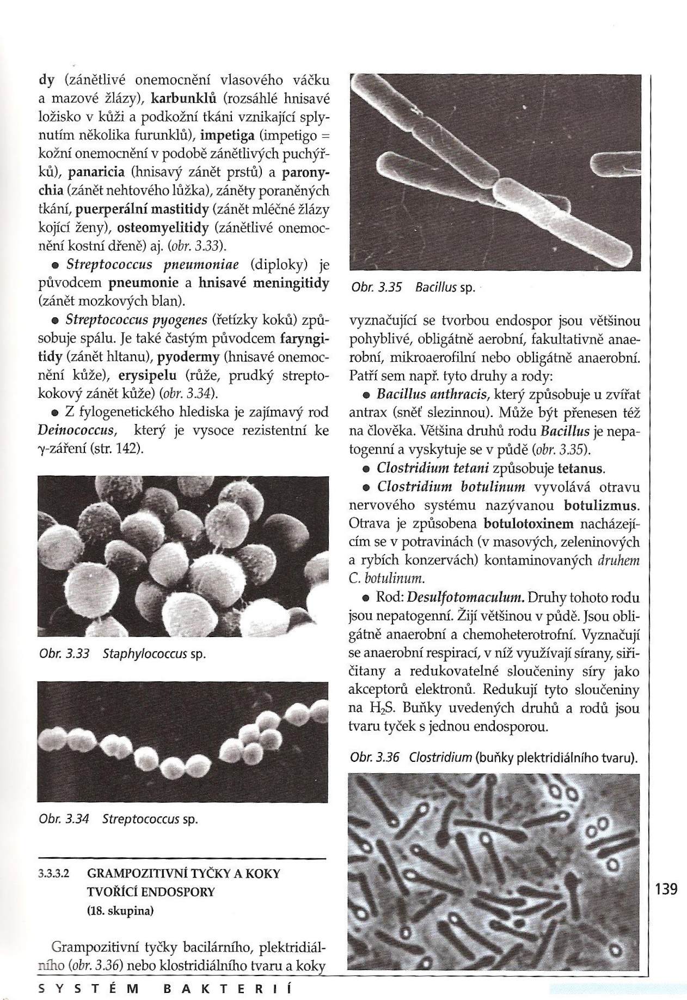 dy (zánětlivé onemocnění vlasového váčku
a mazové žlázy), karbunklů (rozsáhlé hnisavé
ložisko v kůži a podkožní tkáni vznikající sply-
nutím několika furunklů), impetiga (impetigo =
kožní onemocnění v podobě zánětlivých puchýř-
ků), panaricia (hnisavý zánět prstů) a parony-
chia (zánět nehtového lůžka), záněty poraněných
tkání, puerperální mastitidy (zánět mléčné žlázy
kojící ženy), osteomyelitidy (zánětlivé onemoc-
nění kostní dřeně) aj. (obr. 3.33).
● Streptococcus pneumoniae (diploky) je
původcem pneumonie a hnisavé meningitidy
(zánět mozkových blan).
● Streptococcus pyogenes (řetízky koků) způ-
sobuje spálu. Je také častým původcem faryngi-
tidy (zánět hltanu), pyodermy (hnisavé onemoc-
nění kůže), erysipelu (růže, prudký strepto-
kokový zánět kůže) (obr. 3.34).
● Z fylogenetického hlediska je zajímavý rod
Deinococcus, který je vysoce rezistentní ke
γ-záření (str. 142).
Obr. 3.33 Staphylococcus sp.
Obr. 3.34 Streptococcus sp.
3.3.3.2 GRAMPOZITIVNÍ TYČKY A KOKY
TVOŘÍCÍ ENDOSPORY
(18. skupina)
Grampozitivní tyčky bacilárního, plektridiál-
ního (obr. 3.36) nebo klostridiálního tvaru a koky
Obr. 3.35 Bacillus sp.
vyznačující se tvorbou endospor jsou většinou
pohyblivé, obligátně aerobní, fakultativně anae-
robní, mikroaerofilní nebo obligátně anaerobní.
Patří sem např. tyto druhy a rody:
● Bacillus anthracis, který způsobuje u zvířat
antrax (sněť slezinnou). Může být přenesen též
na člověka. Většina druhů rodu Bacillus je nepa-
togenní a vyskytuje se v půdě (obr. 3.35).
● Clostridium tetani způsobuje tetanus.
● Clostridium botulinum vyvolává otravu
nervového systému nazývanou botulizmus.
Otrava je způsobena botulotoxinem nacházejí-
cím se v potravinách (v masových, zeleninových
a rybích konzervách) kontaminovaných druhem
C. botulinum.
● Rod: Desulfotomaculum. Druhy tohoto rodu
jsou nepatogenní. Žijí většinou v půdě. Jsou obli-
gátně anaerobní a chemoheterotrofní. Vyznačují
se anaerobní respirací, v níž využívají sírany, siři-
čitany a redukovatelné sloučeniny síry jako
akceptorů elektronů. Redukují tyto sloučeniny
na H₂S. Buňky uvedených druhů a rodů jsou
tvaru tyček s jednou endosporou.
Obr. 3.36 Clostridium (buňky plektridiálního tvaru).
139
SYSTÉM BAKTERIÍ